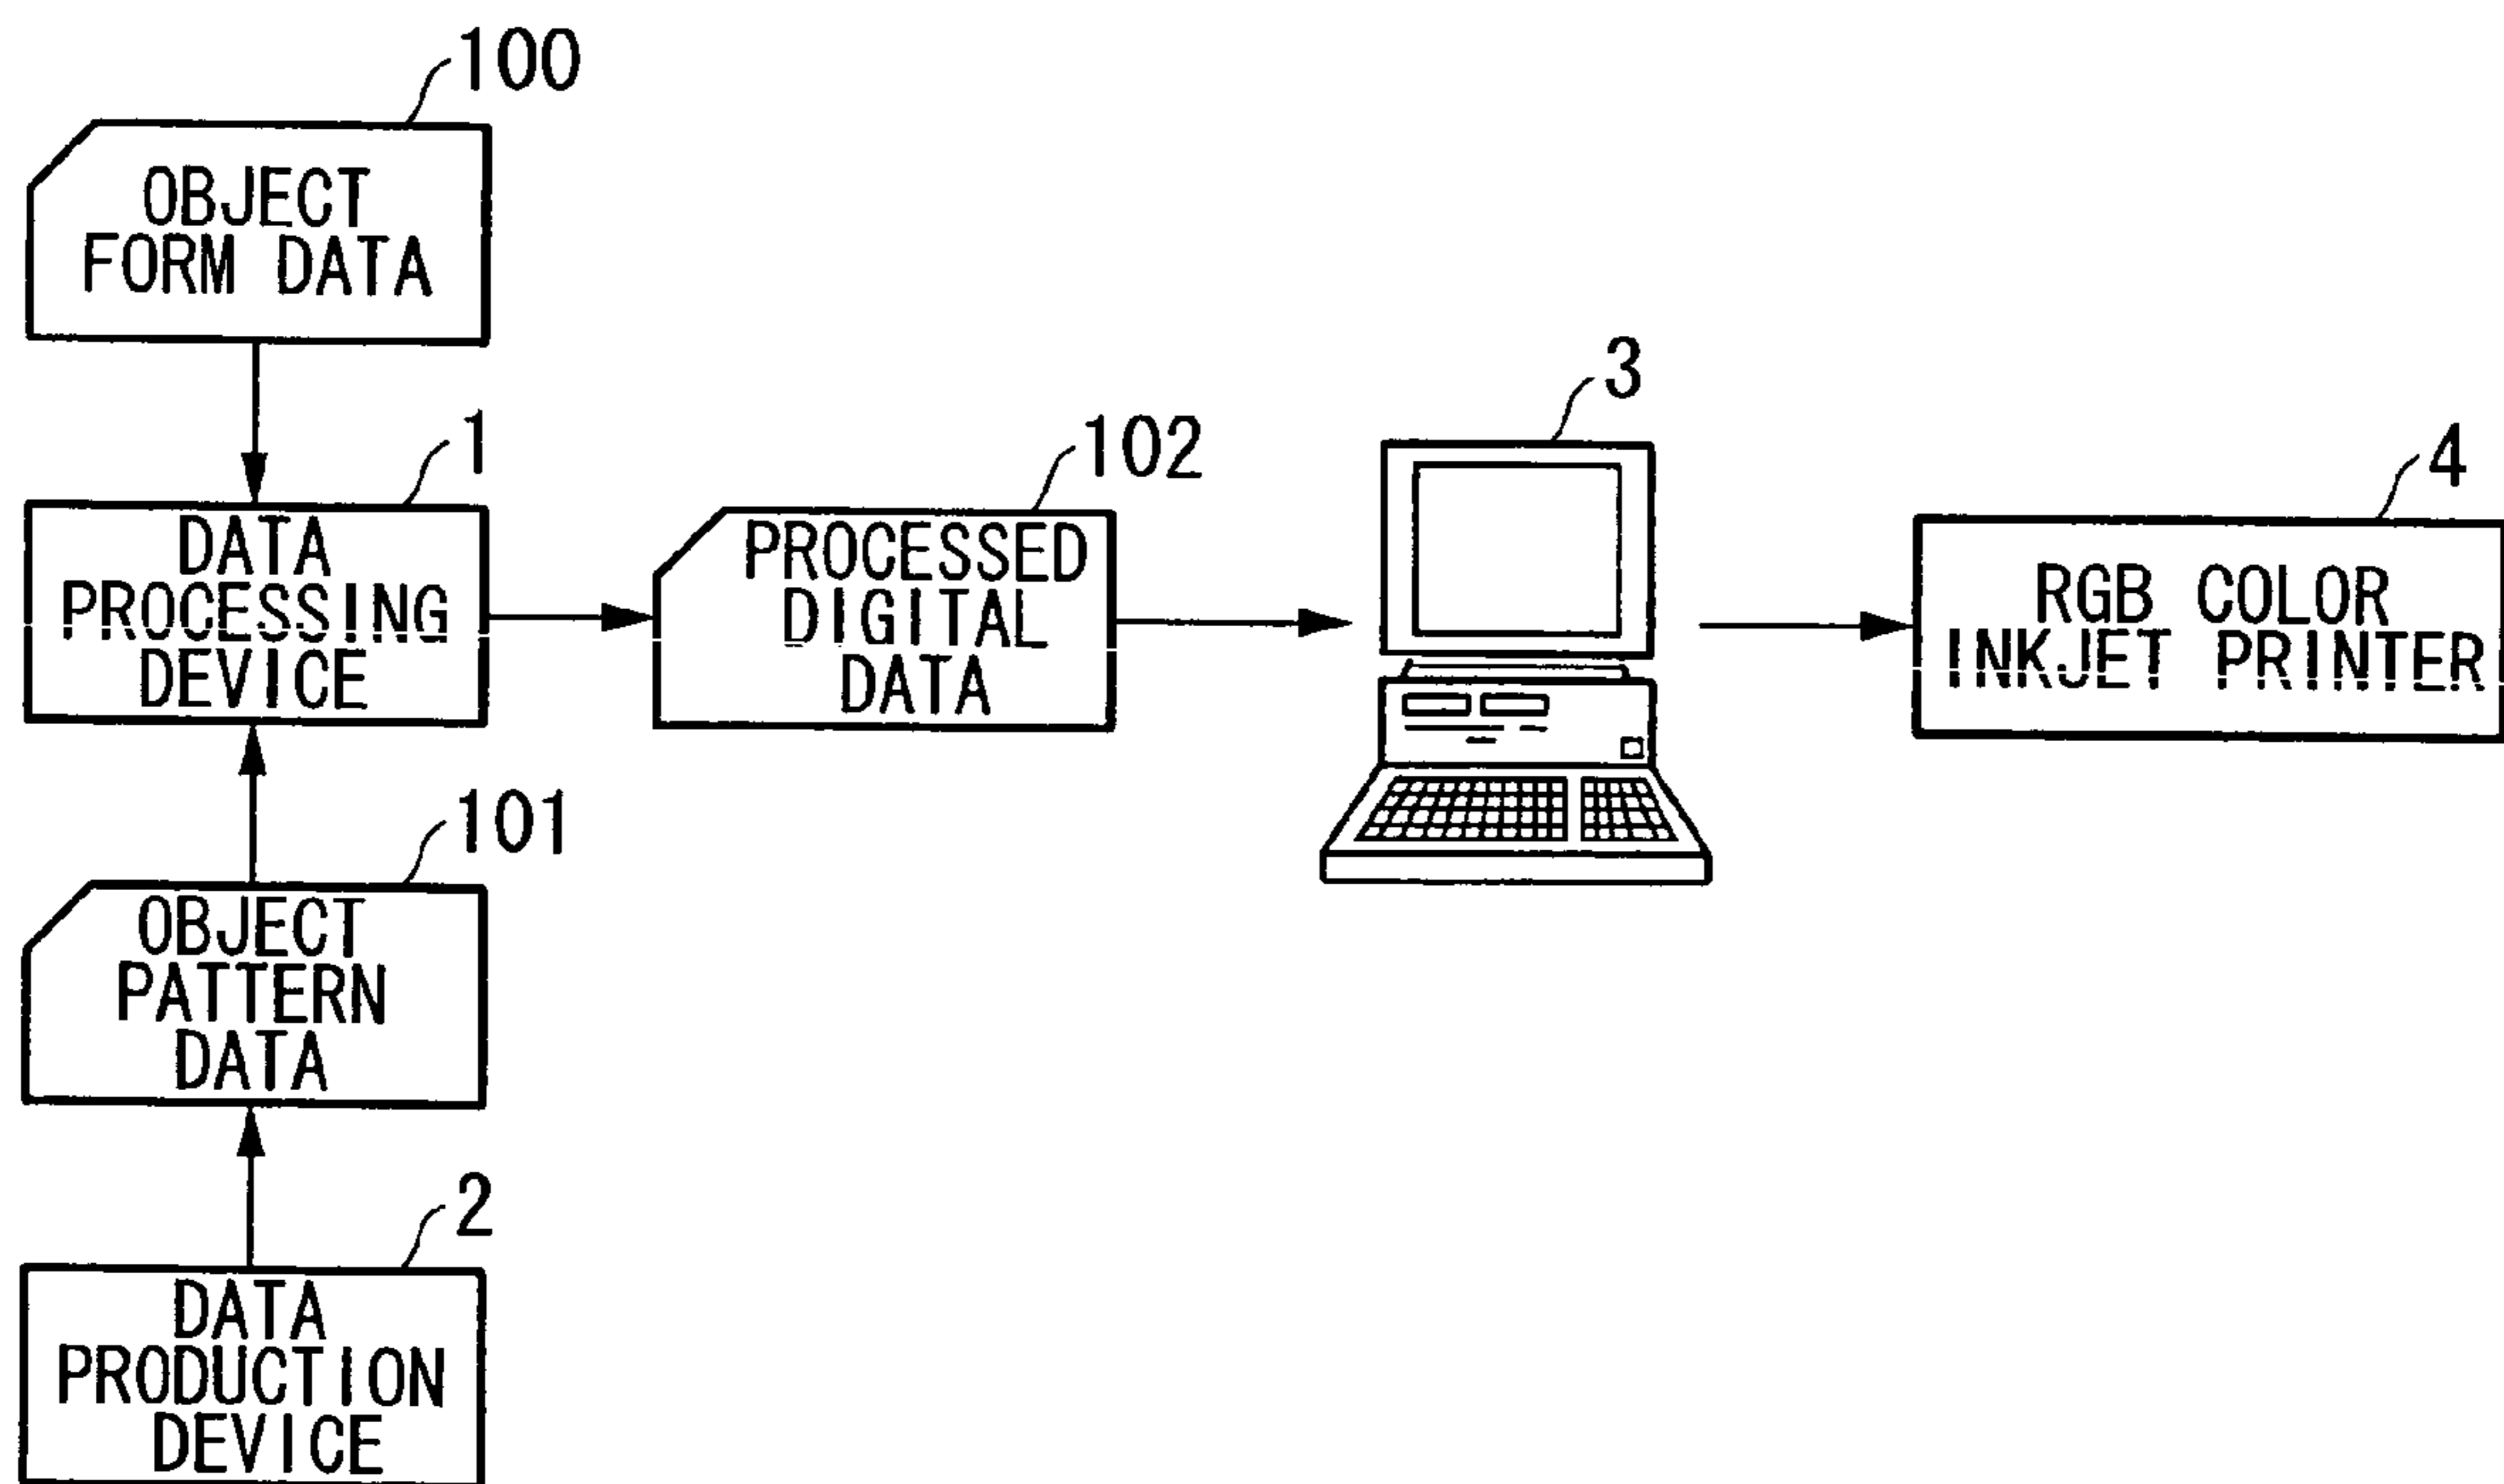 100
OBJECT
FORM DATA
1
DATA
PROCESSING
DEVICE
102
PROCESSED
DIGITAL
DATA
3
4
RGB COLOR
INKJET PRINTER
101
OBJECT
PATTERN
DATA
2
DATA
PRODUCTION
DEVICE